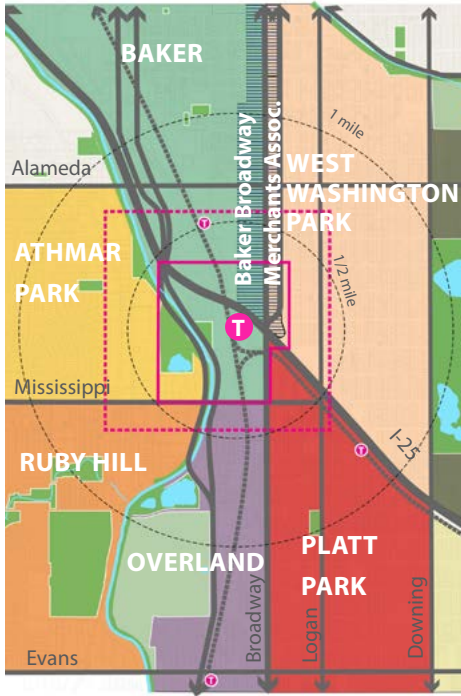 BAKER
1 mile
Baker Broadway
Merchants Assoc.
WEST
WASHINGTON
PARK
Alameda
T
ATHMAR
PARK
1/2 mile
T
Mississippi
I-25
T
RUBY HILL
OVERLAND
PLATT
PARK
Broadway
Logan
Downing
Evans
T